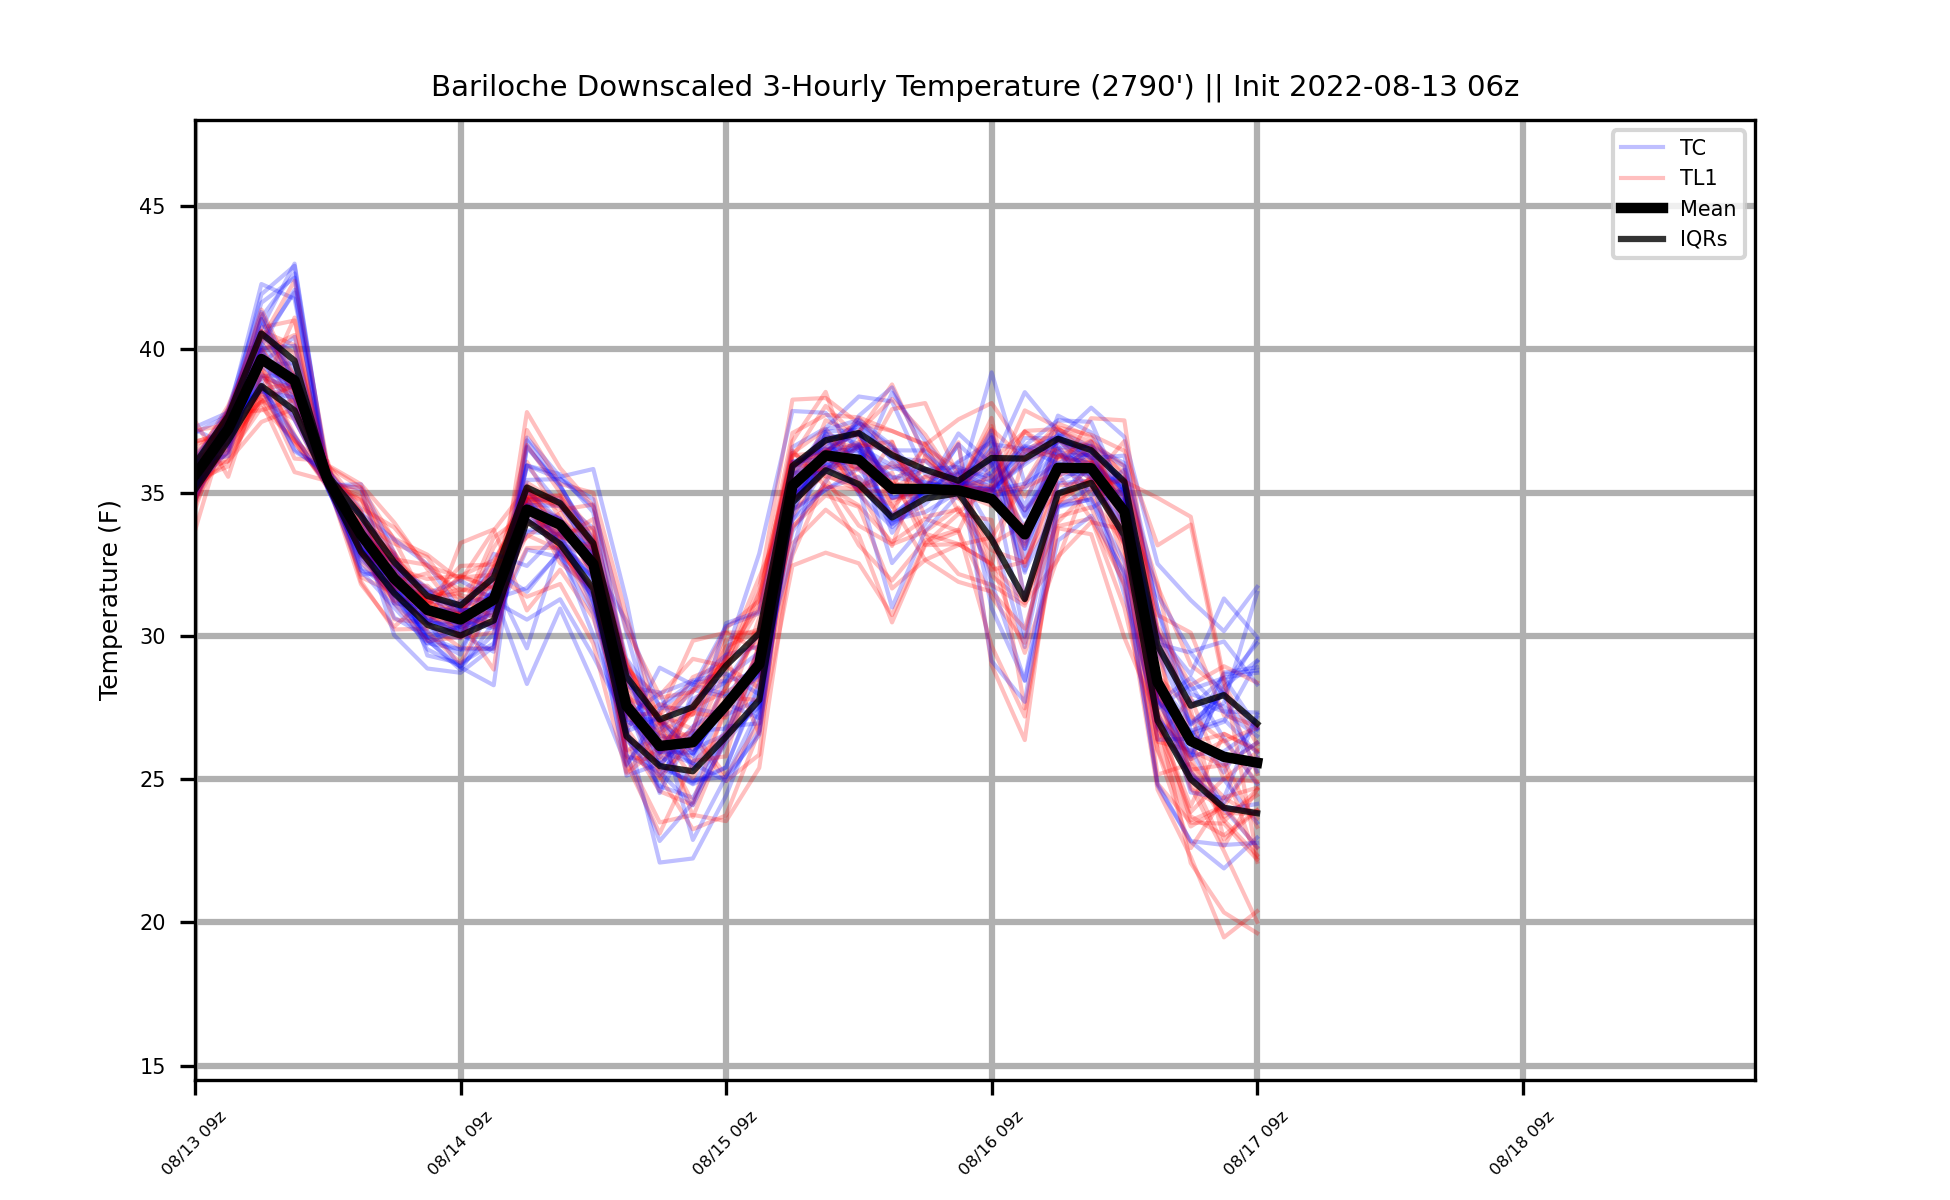 Bariloche Downscaled 3-Hourly Temperature (2790') || Init 2022-08-13 06z
TC
TL1
Mean
IQRs
Temperature (F)
45
40
35
30
25
20
15
08/13 09z
08/14 09z
08/15 09z
08/16 09z
08/17 09z
08/18 09z